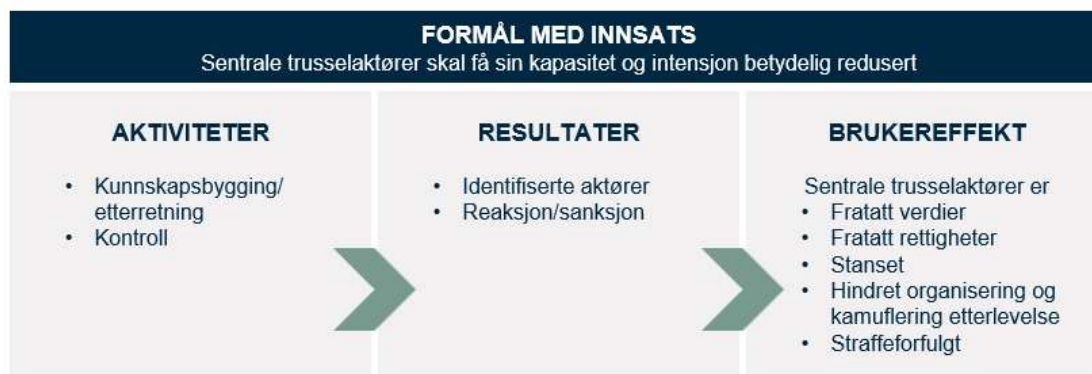 FORMÅL MED INNSATS
Sentrale trusselaktører skal få sin kapasitet og intensjon betydelig redusert
AKTIVITETER
• Kunnskapsbygging/
etterretning
• Kontroll
RESULTATER
• Identifiserte aktører
• Reaksjon/sanksjon
BRUKEREFFEKT
Sentrale trusselaktører er
• Fratatt verdier
• Fratatt rettigheter
• Stanset
• Hindret organisering og
kamuflering etterlevelse
• Straffeforfulgt